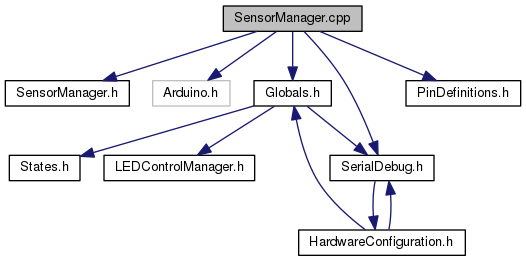 SensorManager.cpp
SensorManager.h
Arduino.h
Globals.h
PinDefinitions.h
States.h
LEDControlManager.h
SerialDebug.h
HardwareConfiguration.h